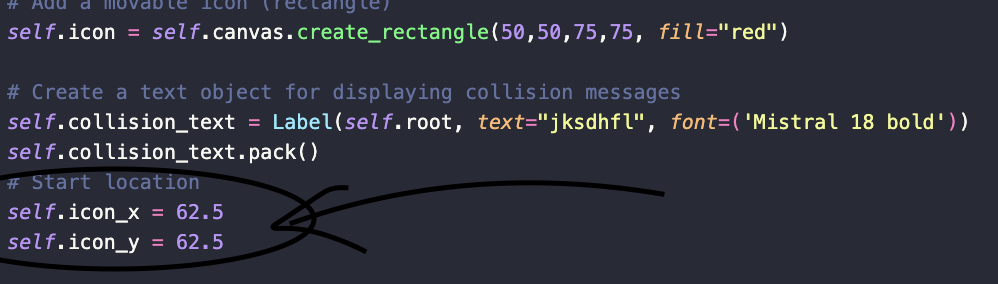 # Add a movable icon (rectangle)
self.icon = self.canvas.create_rectangle(50,50,75,75, fill="red")
# Create a text object for displaying collision messages
self.collision_text = Label(self.root, text="jksdhfl", font=('Mistral 18 bold'))
self.collision_text.pack()
# Start location
self.icon_x = 62.5
self.icon_y = 62.5